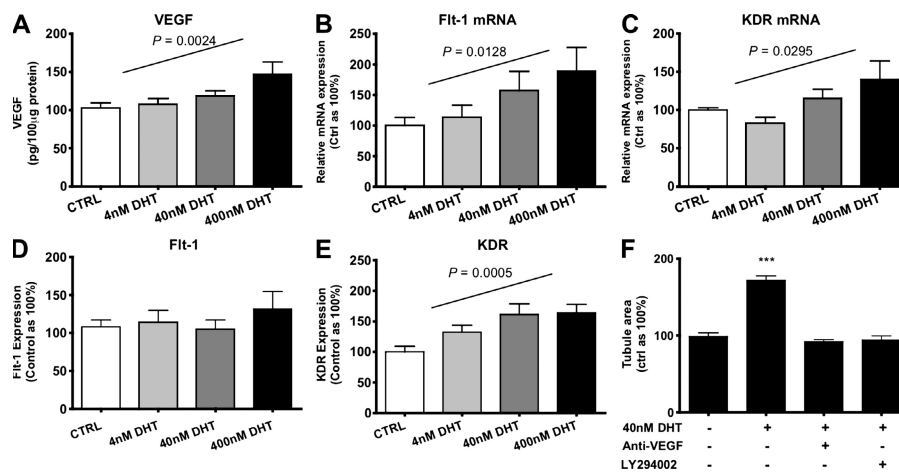 A
VEGF
P = 0.0024
VEGF
(pg/100µg protein)
200
150
100
50
0
CTRL
4nM DHT
40nM DHT
400nM DHT
B
Flt-1 mRNA
P = 0.0128
Relative mRNA expression
(Ctrl as 100%)
250
200
150
100
50
0
CTRL
4nM DHT
40nM DHT
400nM DHT
C
KDR mRNA
P = 0.0295
Relative mRNA expression
(Ctrl as 100%)
200
150
100
50
0
CTRL
4nM DHT
40nM DHT
400nM DHT
D
Flt-1
Flt-1 Expression
(Control as 100%)
200
150
100
50
0
CTRL
4nM DHT
40nM DHT
400nM DHT
E
KDR
P = 0.0005
KDR Expression
(Control as 100%)
250
200
150
100
50
0
CTRL
4nM DHT
40nM DHT
400nM DHT
F
***
Tubule area
(ctrl as 100%)
200
100
0
40nM DHT - + + +
Anti-VEGF - - + -
LY294002 - - - +